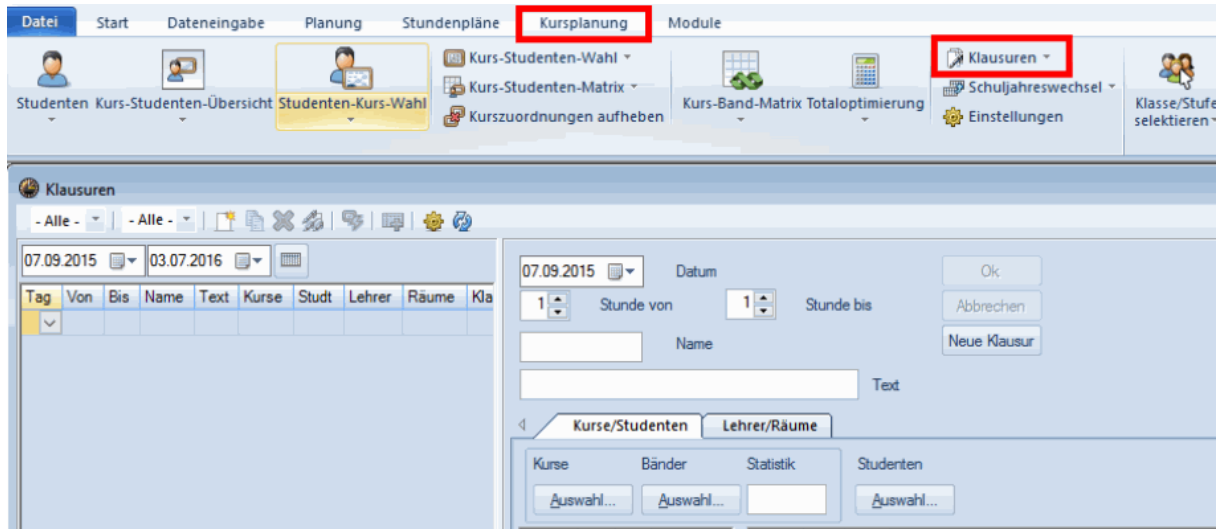 Datei Start Dateneingabe Planung Stundenpläne Kursplanung Module
Studenten Kurs-Studenten-Übersicht Studenten-Kurs-Wahl
Kurs-Studenten-Wahl
Kurs-Studenten-Matrix
Kurszuordnungen aufheben
Kurs-Band-Matrix Totaloptimierung
Klausuren
Schuljahreswechsel
Einstellungen
Klasse/Stufe
selektieren
Klausuren
- Alle - - Alle -
07.09.2015 03.07.2016
Tag Von Bis Name Text Kurse Studt Lehrer Räume Kla
07.09.2015 Datum Ok
1 Stunde von 1 Stunde bis Abbrechen
Name Neue Klausur
Text
Kurse/Studenten Lehrer/Räume
Kurse Bänder Statistik Studenten
Auswahl... Auswahl... Auswahl...